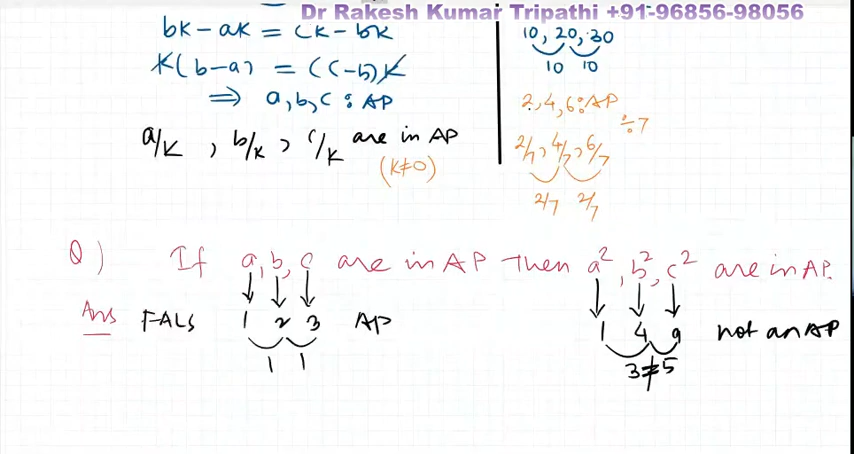 Dr Rakesh Kumar Tripathi +91-96856-98056
bK - aK = CK - bK
K(b-a) = (C-b)K
⇒ a, b, c : AP
a/K , b/K , c/K are in AP
(K≠0)
10, 20, 30
10 10
2, 4, 6 : AP
÷7
2/7, 4/7, 6/7
2/7 2/7
Q) If a, b, c are in AP Then a², b², c² are in AP.
Ans FALS 1 2 3 AP 1 4 9 not an AP
1 1 3≠5